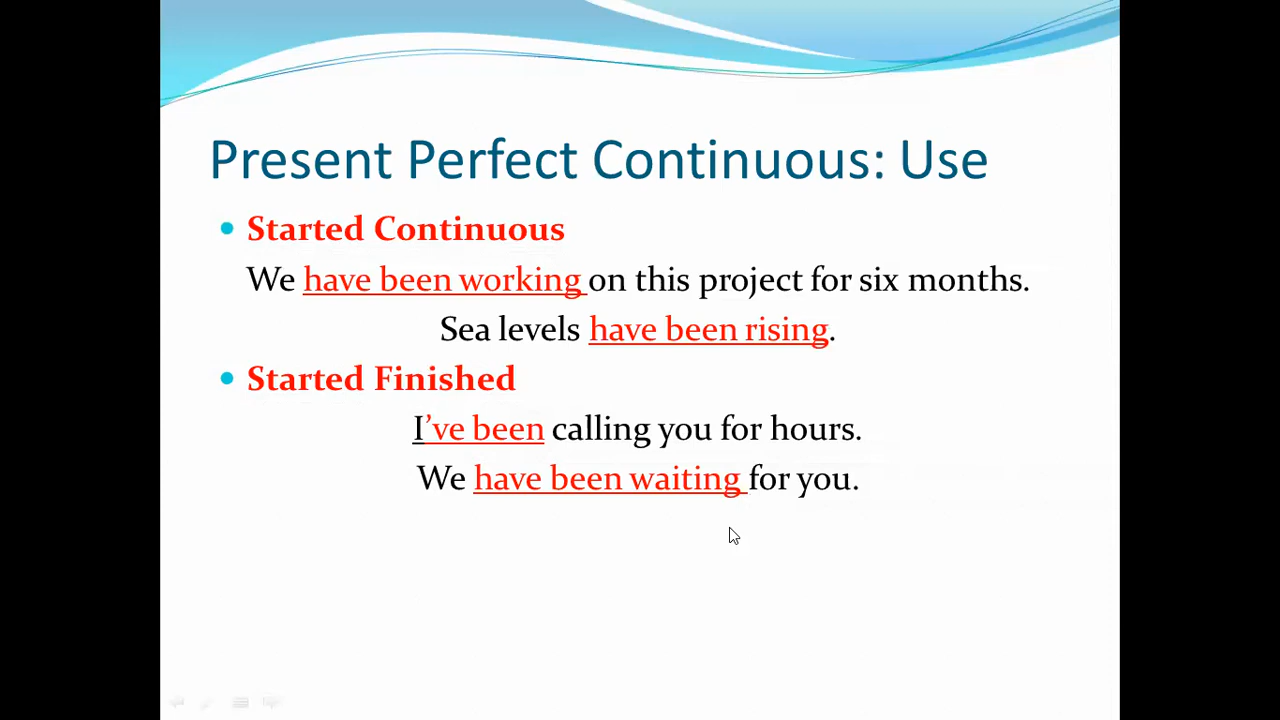 Present Perfect Continuous: Use
• Started Continuous
We have been working on this project for six months.
Sea levels have been rising.
• Started Finished
I’ve been calling you for hours.
We have been waiting for you.